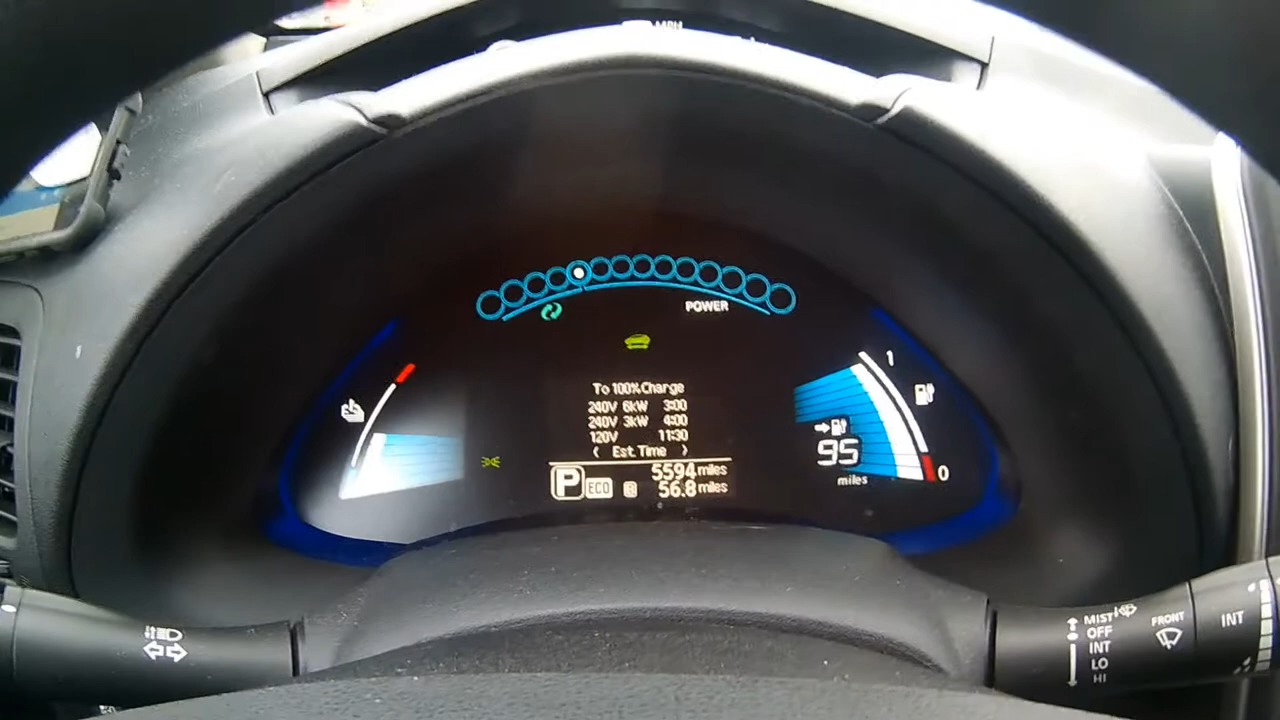 MPH
POWER
1
To 100% Charge
240V 6kW 3:00
240V 3kW 4:00
120V 11:30
< Est. Time >
95
miles
0
5594 miles
P ECO B 56.8 miles
MIST
OFF
INT
LO
HI
FRONT
INT